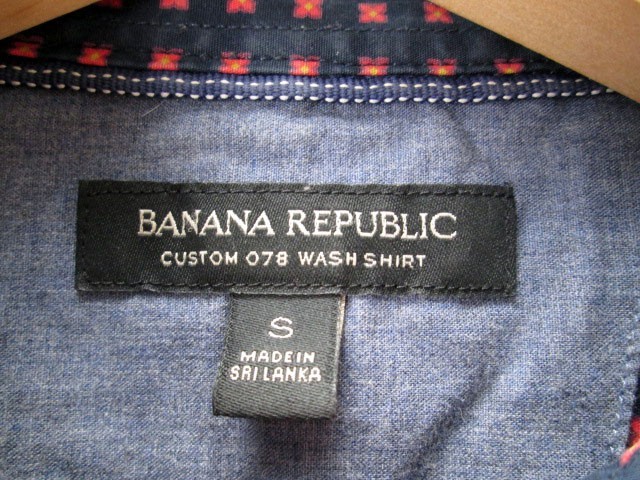 BANANA REPUBLIC
CUSTOM 078 WASH SHIRT
S
MADE IN
SRI LANKA